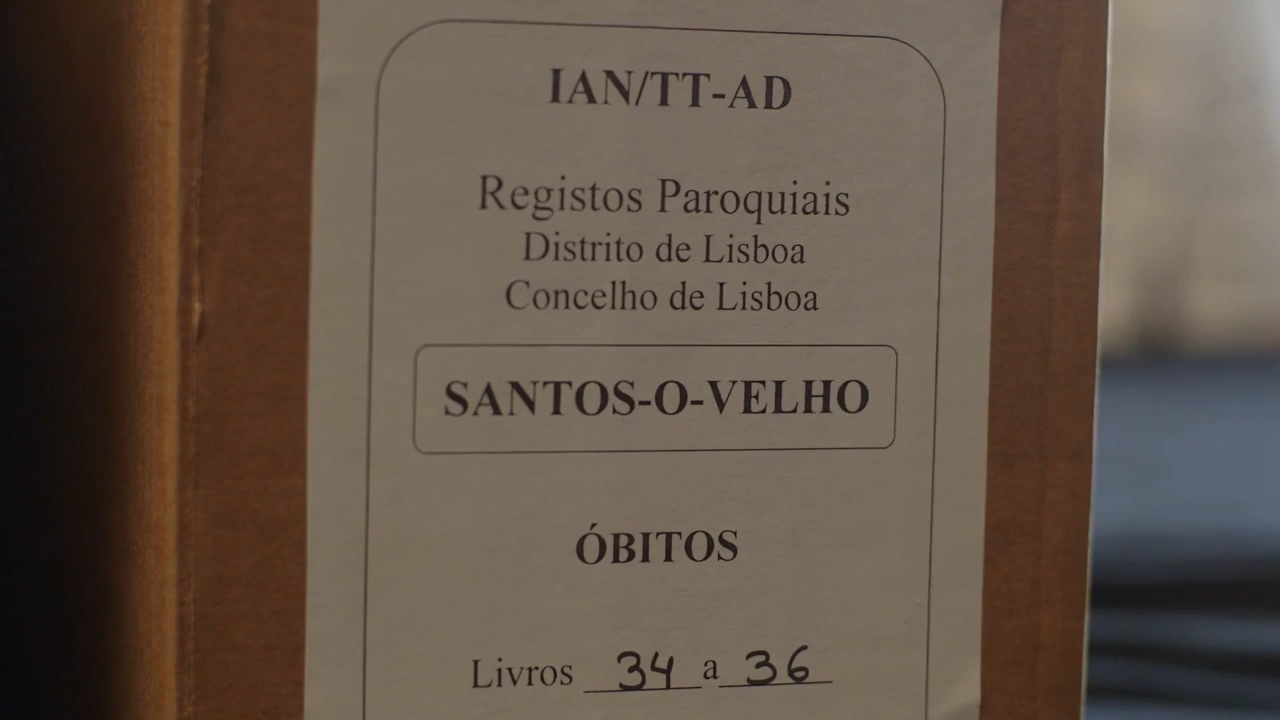 IAN/TT-AD
Registos Paroquiais
Distrito de Lisboa
Concelho de Lisboa
SANTOS-O-VELHO
ÓBITOS
Livros 34 a 36